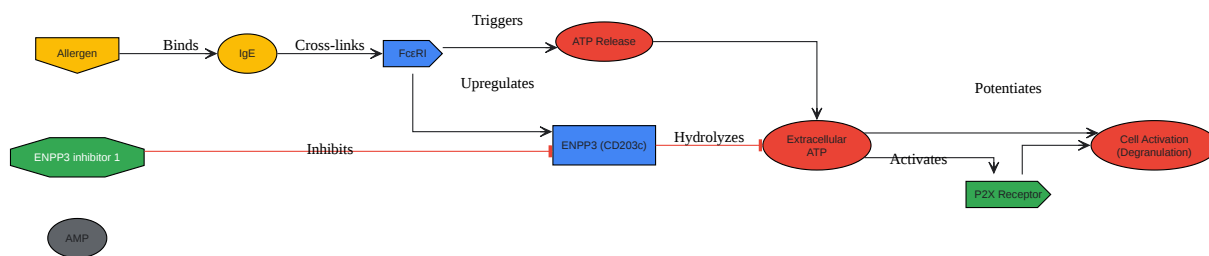 Triggers
Allergen
Binds
IgE
Cross-links
FcεRI
ATP Release
Upregulates
Potentiates
ENPP3 inhibitor 1
Inhibits
ENPP3 (CD203c)
Hydrolyzes
Extracellular
ATP
Activates
Cell Activation
(Degranulation)
P2X Receptor
AMP